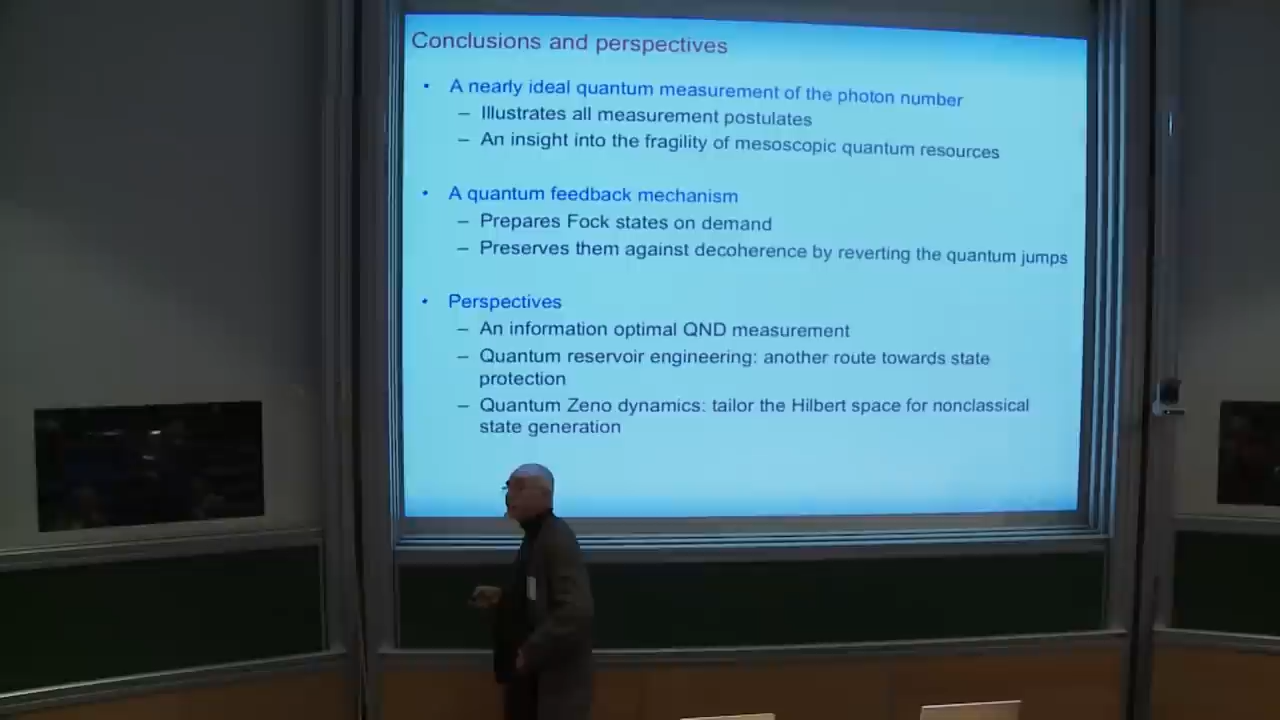 Conclusions and perspectives
• A nearly ideal quantum measurement of the photon number
– Illustrates all measurement postulates
– An insight into the fragility of mesoscopic quantum resources
• A quantum feedback mechanism
– Prepares Fock states on demand
– Preserves them against decoherence by reverting the quantum jumps
• Perspectives
– An information optimal QND measurement
– Quantum reservoir engineering: another route towards state
protection
– Quantum Zeno dynamics: tailor the Hilbert space for nonclassical
state generation